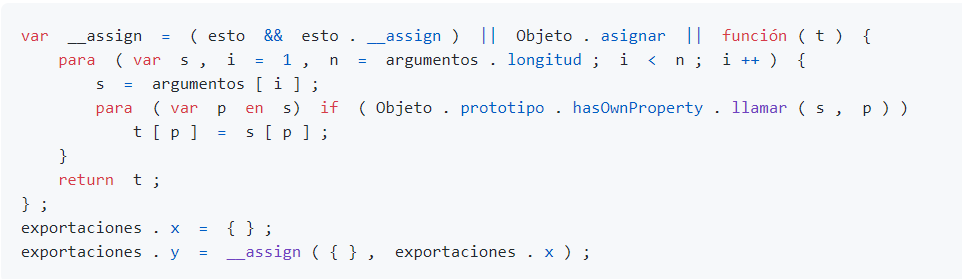 var __assign = ( esto && esto . __assign ) || Objeto . asignar || función ( t ) {
para ( var s , i = 1 , n = argumentos . longitud ; i < n ; i ++ ) {
s = argumentos [ i ] ;
para ( var p en s) if ( Objeto . prototipo . hasOwnProperty . llamar ( s , p ) )
t [ p ] = s [ p ] ;
}
return t ;
} ;
exportaciones . x = { } ;
exportaciones . y = __assign ( { } , exportaciones . x ) ;